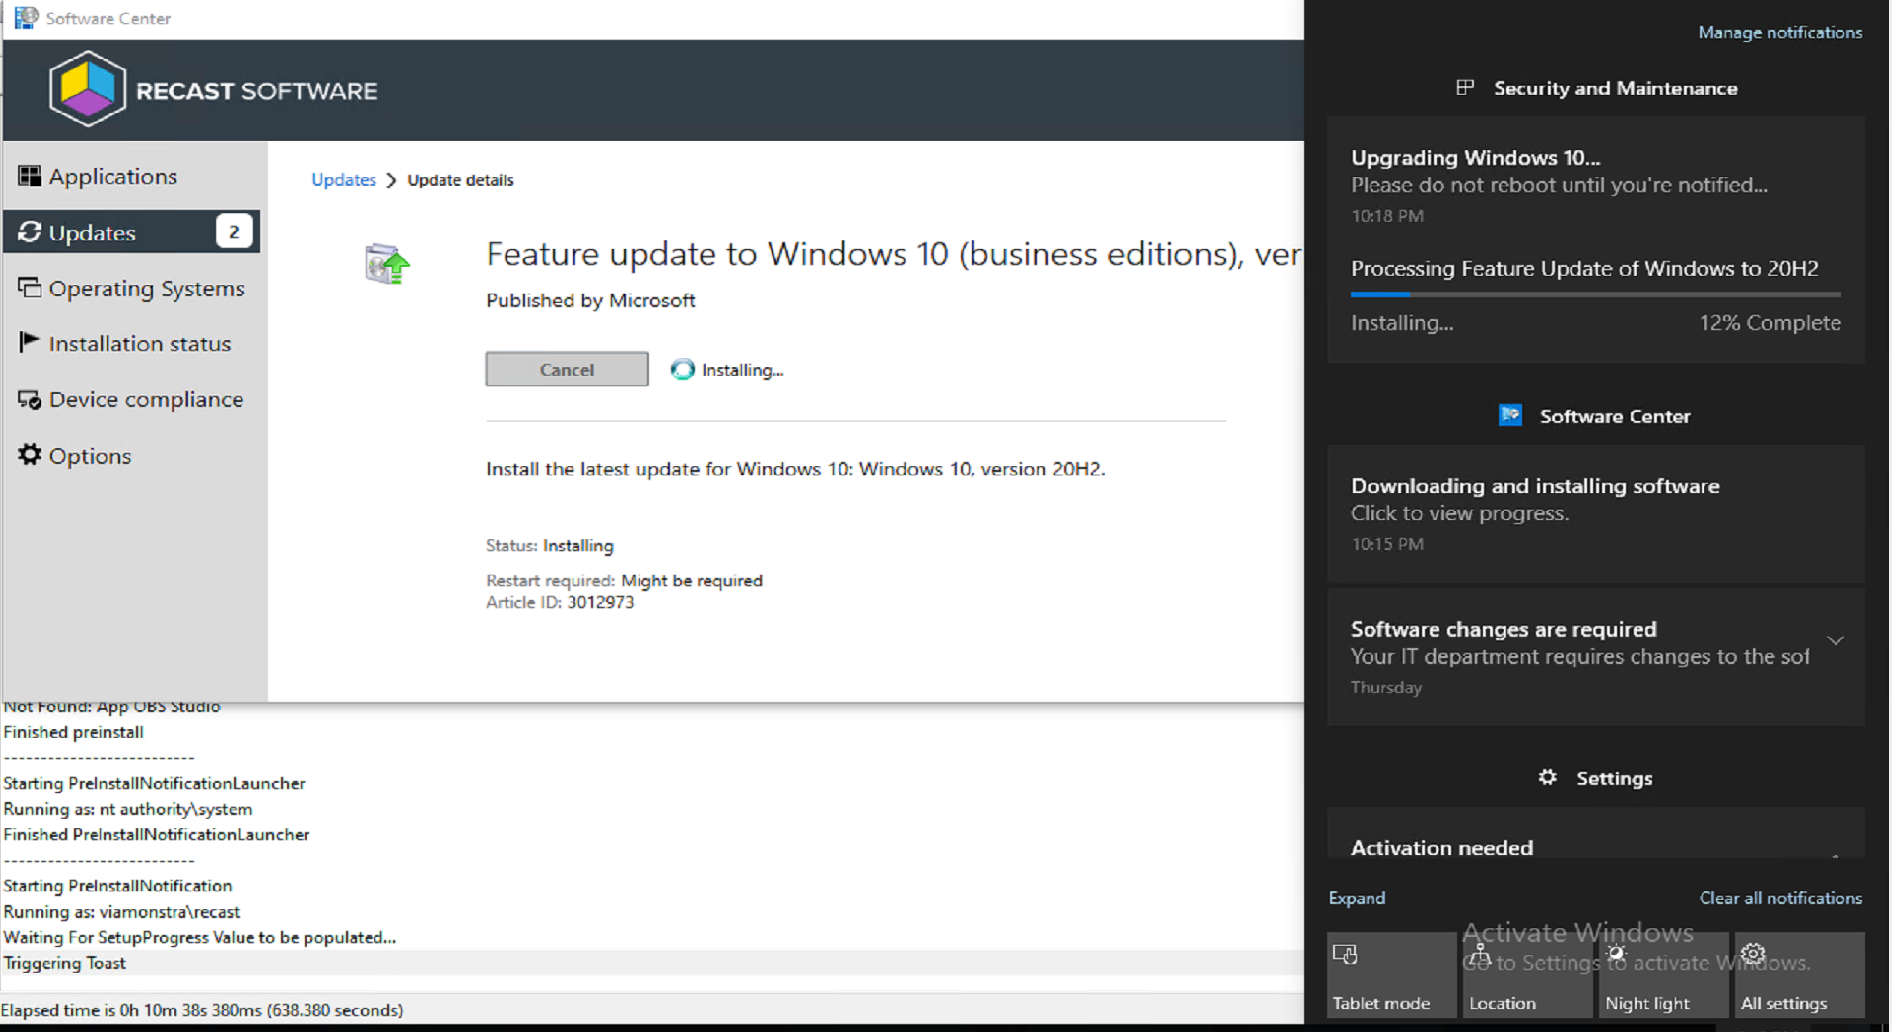 Software Center
RECAST SOFTWARE
Applications
Updates 2
Operating Systems
Installation status
Device compliance
Options
Updates > Update details
Feature update to Windows 10 (business editions), ver
Published by Microsoft
Cancel
Installing...
Install the latest update for Windows 10: Windows 10, version 20H2.
Status: Installing
Restart required: Might be required
Article ID: 3012973
Not Found: App OBS Studio
Finished preinstall
--------------------------
Starting PreInstallNotificationLauncher
Running as: nt authority\system
Finished PreInstallNotificationLauncher
--------------------------
Starting PreInstallNotification
Running as: viamonstra\recast
Waiting For SetupProgress Value to be populated...
Triggering Toast
Elapsed time is 0h 10m 38s 380ms (638.380 seconds)
Manage notifications
Security and Maintenance
Upgrading Windows 10...
Please do not reboot until you're notified...
10:18 PM
Processing Feature Update of Windows to 20H2
Installing... 12% Complete
Software Center
Downloading and installing software
Click to view progress.
10:15 PM
Software changes are required
Your IT department requires changes to the sof
Thursday
Settings
Activation needed
Expand
Clear all notifications
Activate Windows
Go to Settings to activate Windows.
Tablet mode
Location
Night light
All settings